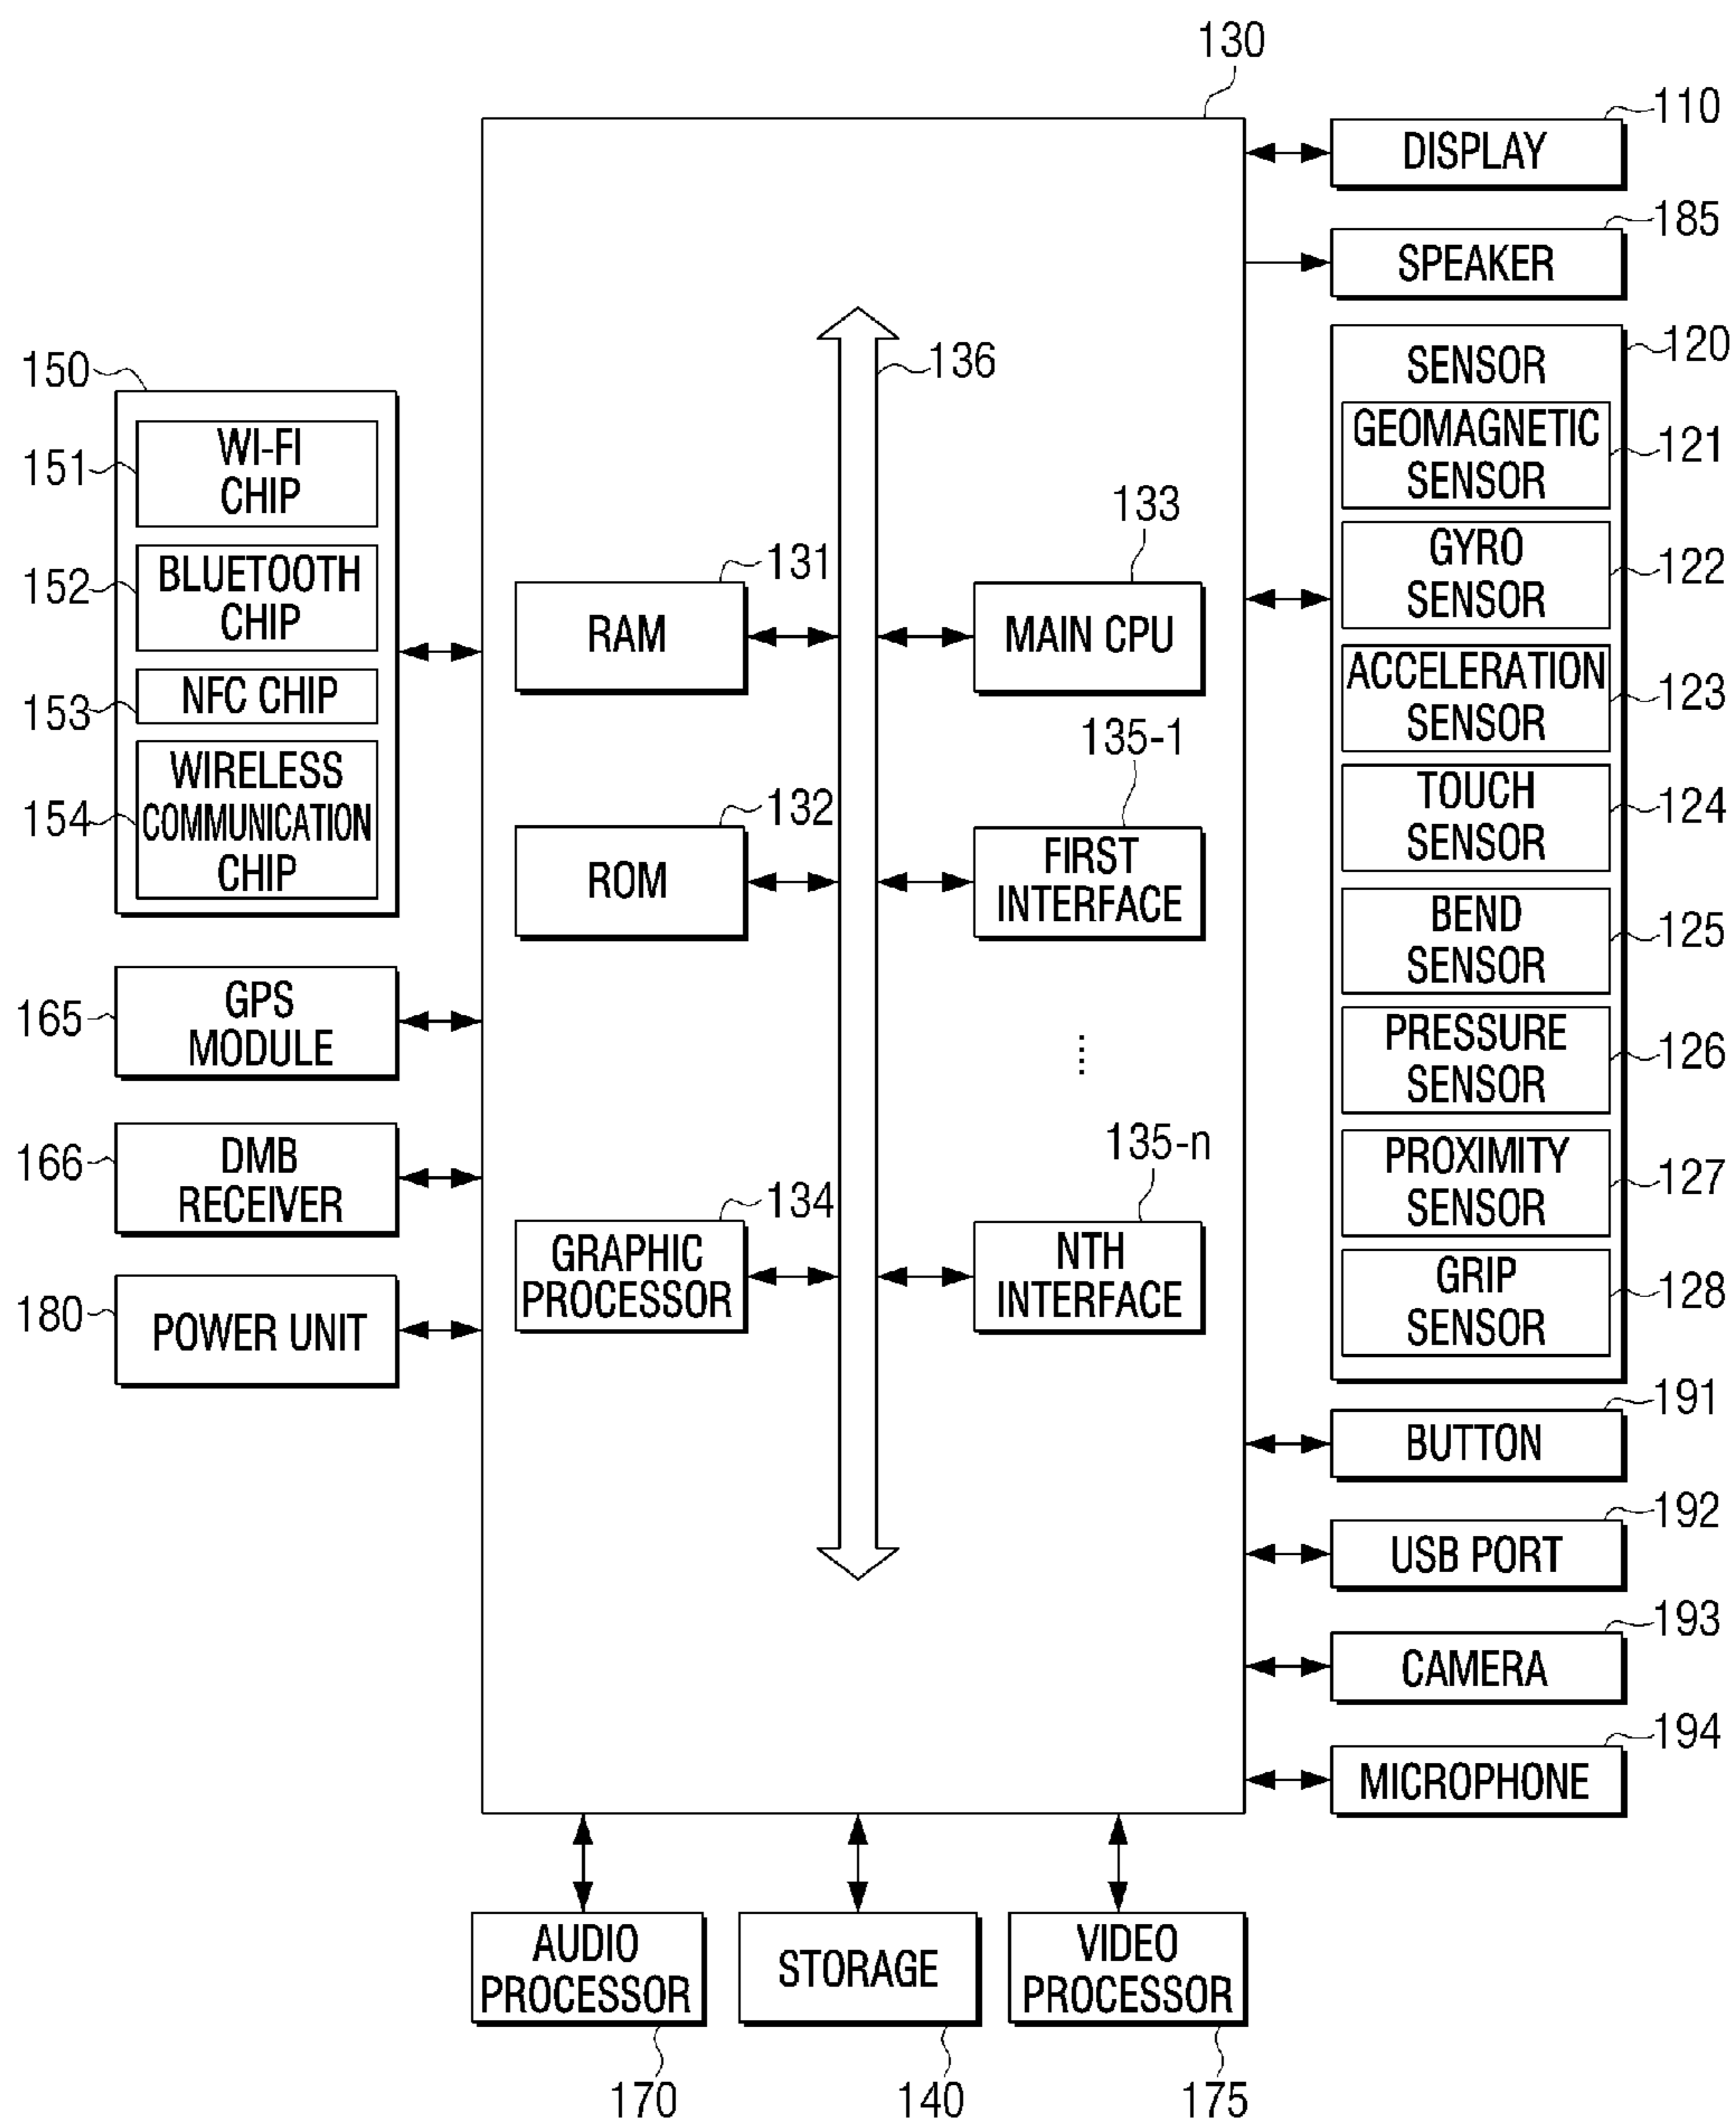 130
110
DISPLAY
185
SPEAKER
120
SENSOR
GEOMAGNETIC
SENSOR
121
GYRO
SENSOR
122
ACCELERATION
SENSOR
123
TOUCH
SENSOR
124
BEND
SENSOR
125
PRESSURE
SENSOR
126
PROXIMITY
SENSOR
127
GRIP
SENSOR
128
191
BUTTON
192
USB PORT
193
CAMERA
194
MICROPHONE
136
150
151
WI-FI
CHIP
152
BLUETOOTH
CHIP
153
NFC CHIP
154
WIRELESS
COMMUNICATION
CHIP
165
GPS
MODULE
166
DMB
RECEIVER
180
POWER UNIT
131
RAM
133
MAIN CPU
132
ROM
135-1
FIRST
INTERFACE
134
GRAPHIC
PROCESSOR
135-n
NTH
INTERFACE
AUDIO
PROCESSOR
170
STORAGE
140
VIDEO
PROCESSOR
175